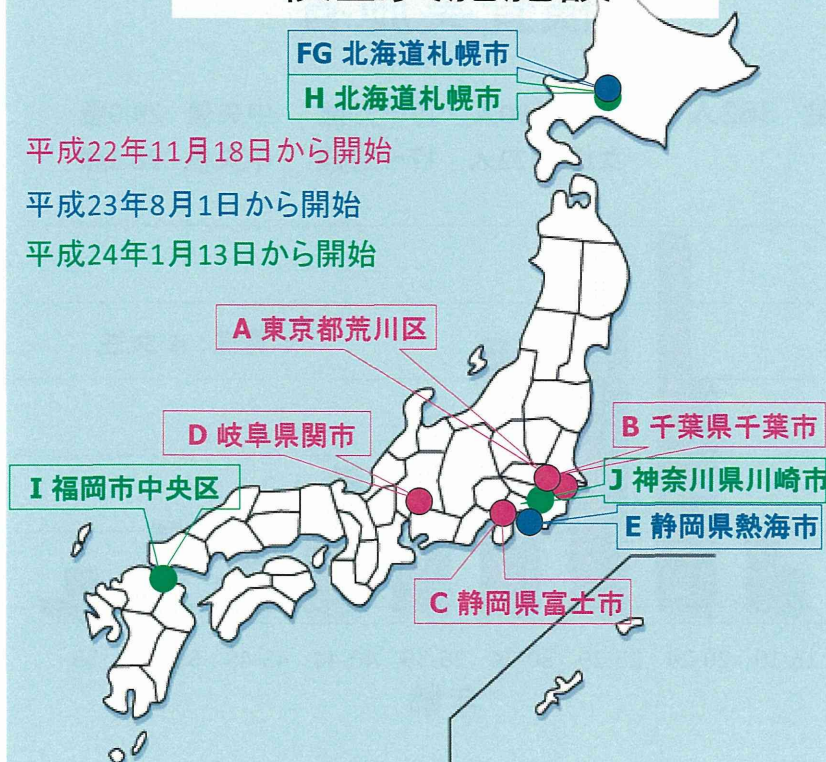 FG 北海道札幌市
H 北海道札幌市
平成22年11月18日から開始
平成23年8月1日から開始
平成24年1月13日から開始
A 東京都荒川区
D 岐阜県関市
B 千葉県千葉市
I 福岡市中央区
J 神奈川県川崎市
E 静岡県熱海市
C 静岡県富士市